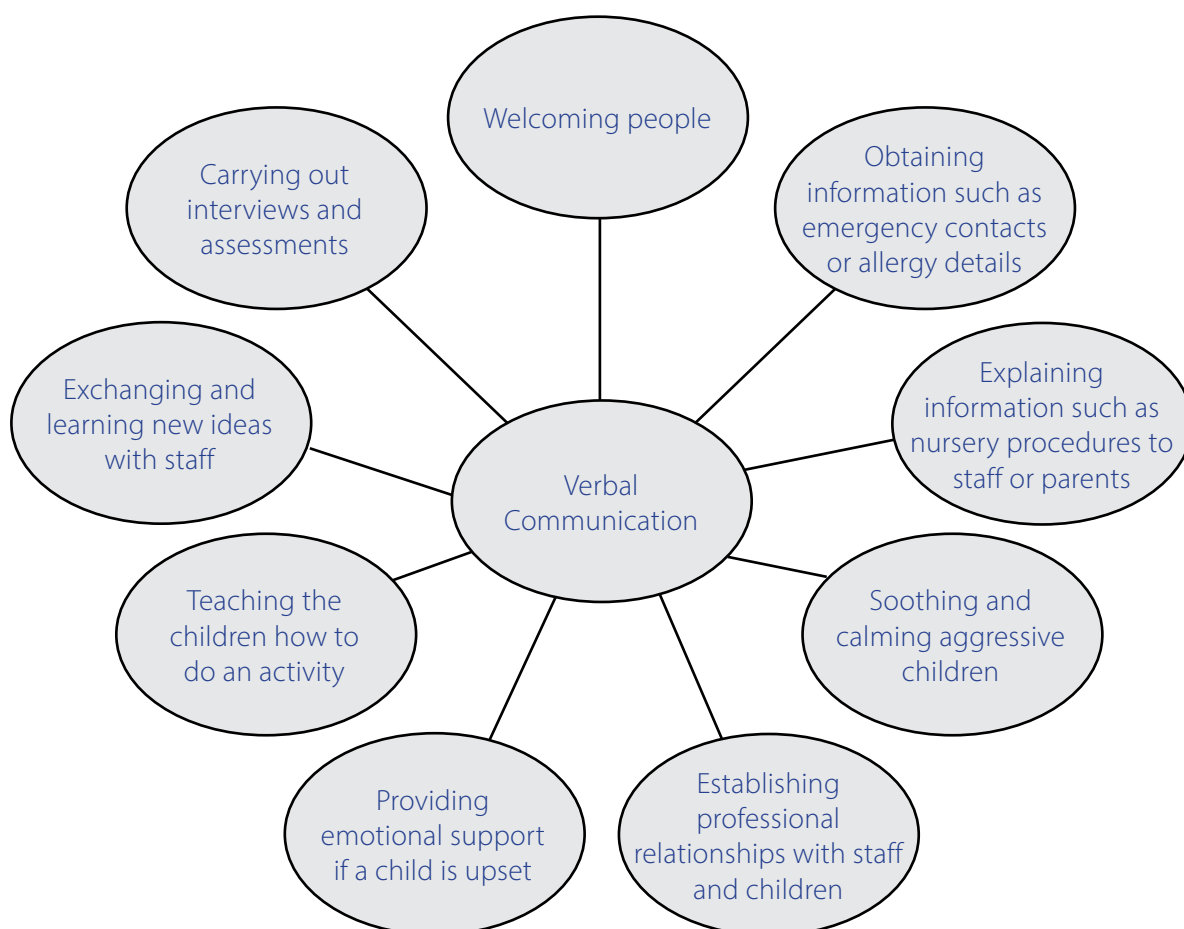 Welcoming people
Obtaining
information such as
emergency contacts
or allergy details
Explaining
information such as
nursery procedures to
staff or parents
Soothing and
calming aggressive
children
Establishing
professional
relationships with staff
and children
Providing
emotional support
if a child is upset
Teaching the
children how to
do an activity
Exchanging and
learning new ideas
with staff
Carrying out
interviews and
assessments
Verbal
Communication